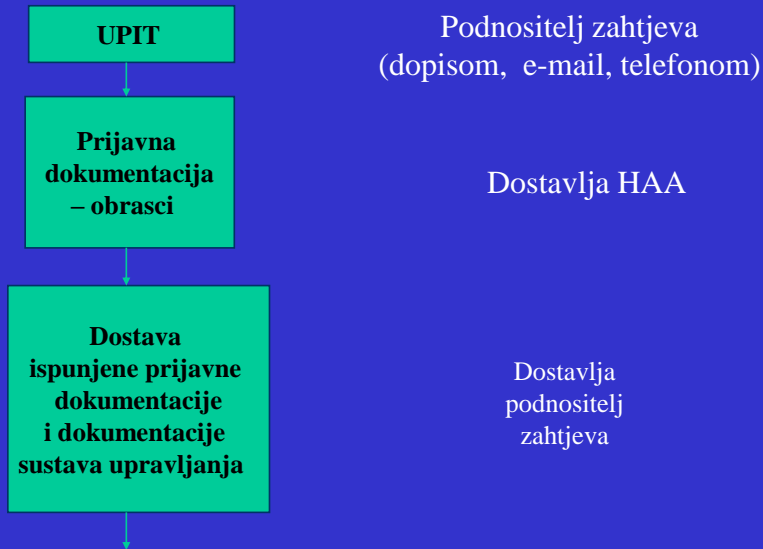 UPIT
Podnositelj zahtjeva
(dopisom, e-mail, telefonom)
Prijavna
dokumentacija
– obrasci
Dostavlja HAA
Dostava
ispunjene prijavne
dokumentacije
i dokumentacije
sustava upravljanja
Dostavlja
podnositelj
zahtjeva